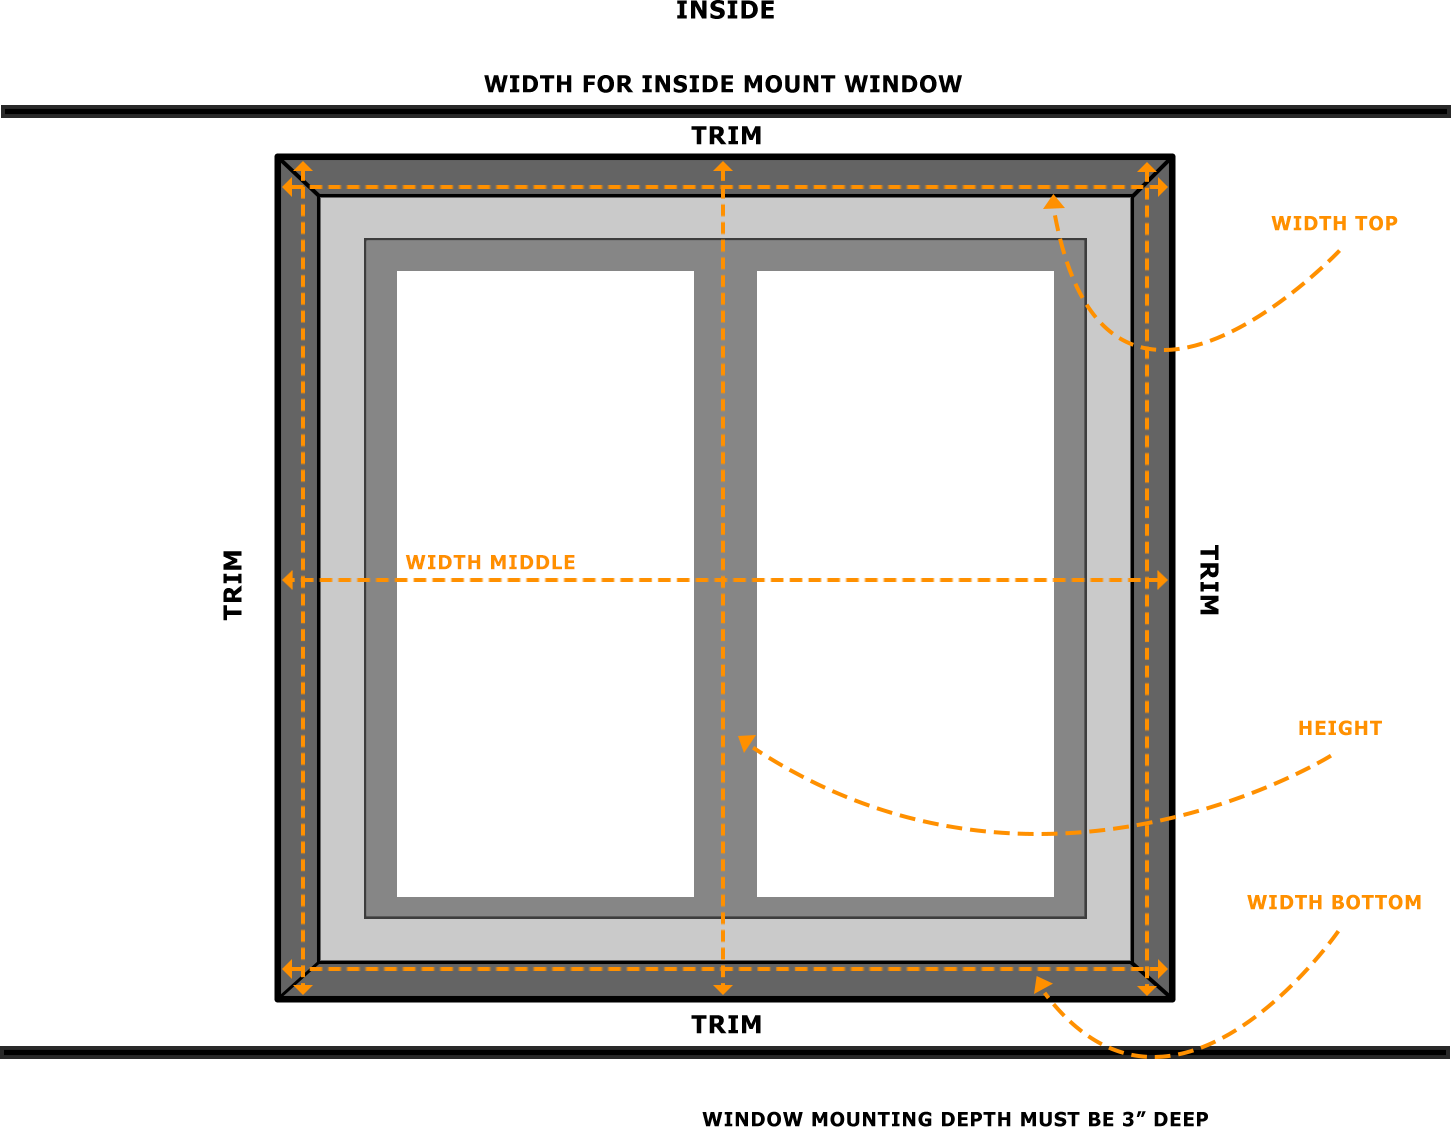 INSIDE
WIDTH FOR INSIDE MOUNT WINDOW
TRIM
WIDTH TOP
WIDTH MIDDLE
TRIM
TRIM
HEIGHT
WIDTH BOTTOM
TRIM
WINDOW MOUNTING DEPTH MUST BE 3” DEEP